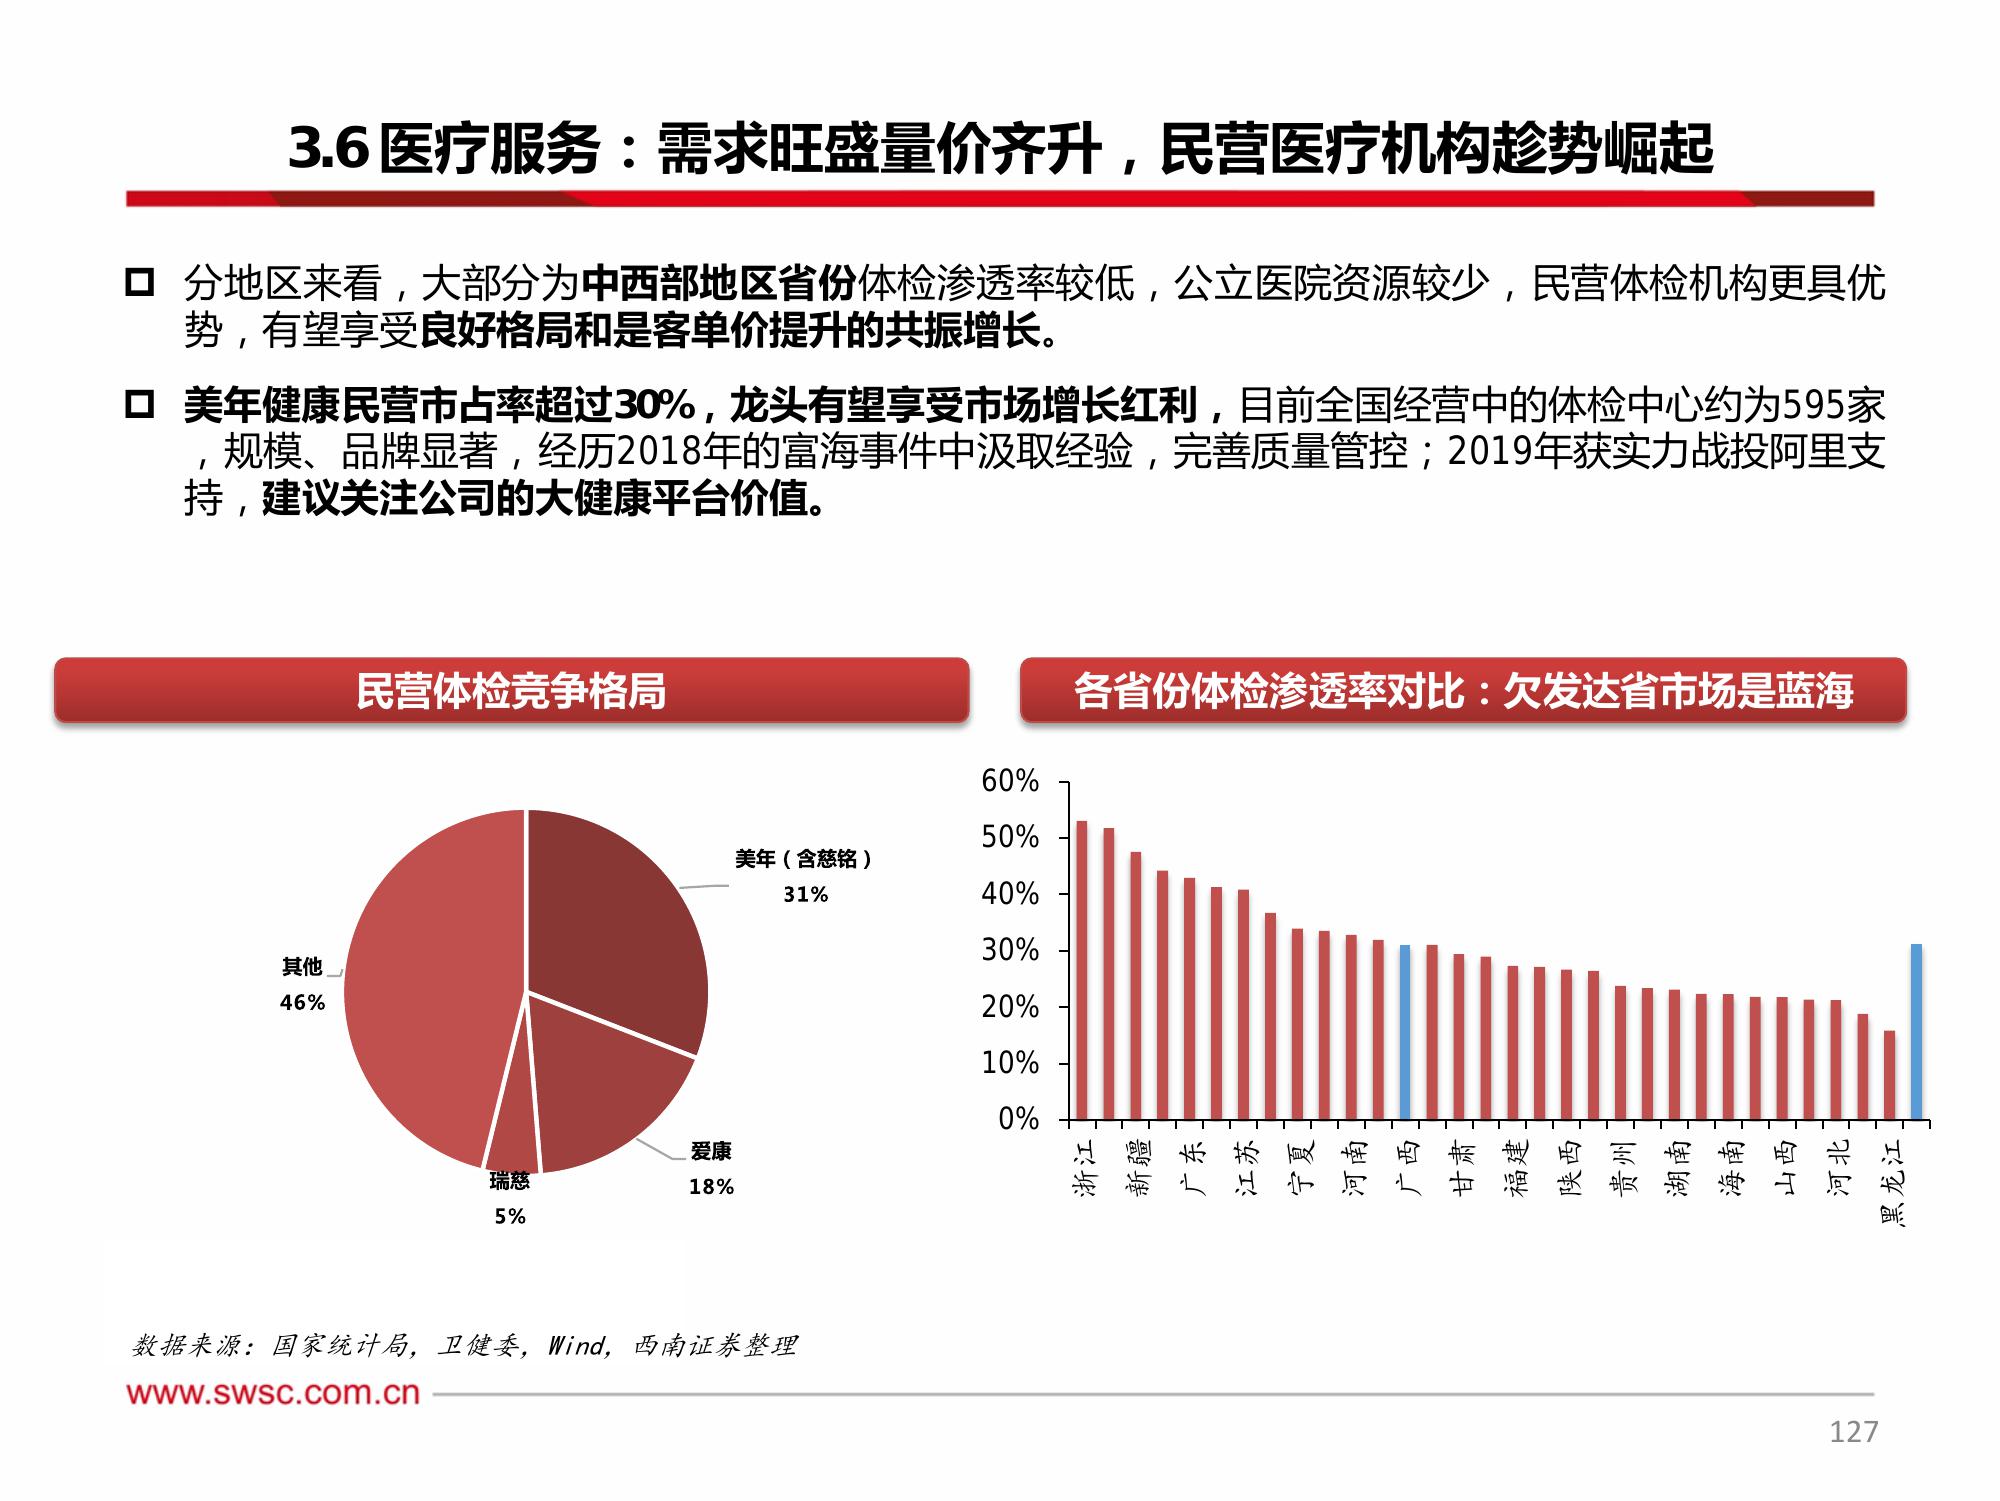 3.6 医疗服务：需求旺盛量价齐升，民营医疗机构趁势崛起
分地区来看，大部分为中西部地区省份体检渗透率较低，公立医院资源较少，民营体检机构更具优
势，有望享受良好格局和是客单价提升的共振增长。
美年健康民营市占率超过30%，龙头有望享受市场增长红利，目前全国经营中的体检中心约为595家
，规模、品牌显著，经历2018年的富海事件中汲取经验，完善质量管控；2019年获实力战投阿里支
持，建议关注公司的大健康平台价值。
民营体检竞争格局
各省份体检渗透率对比：欠发达省市场是蓝海
美年（含慈铭）
31%
爱康
18%
瑞慈
5%
其他
46%
60%
50%
40%
30%
20%
10%
0%
浙江
新疆
广东
江苏
宁夏
河南
广西
甘肃
福建
陕西
贵州
湖南
海南
山西
河北
黑龙江
数据来源：国家统计局，卫健委，Wind，西南证券整理
www.swsc.com.cn
127